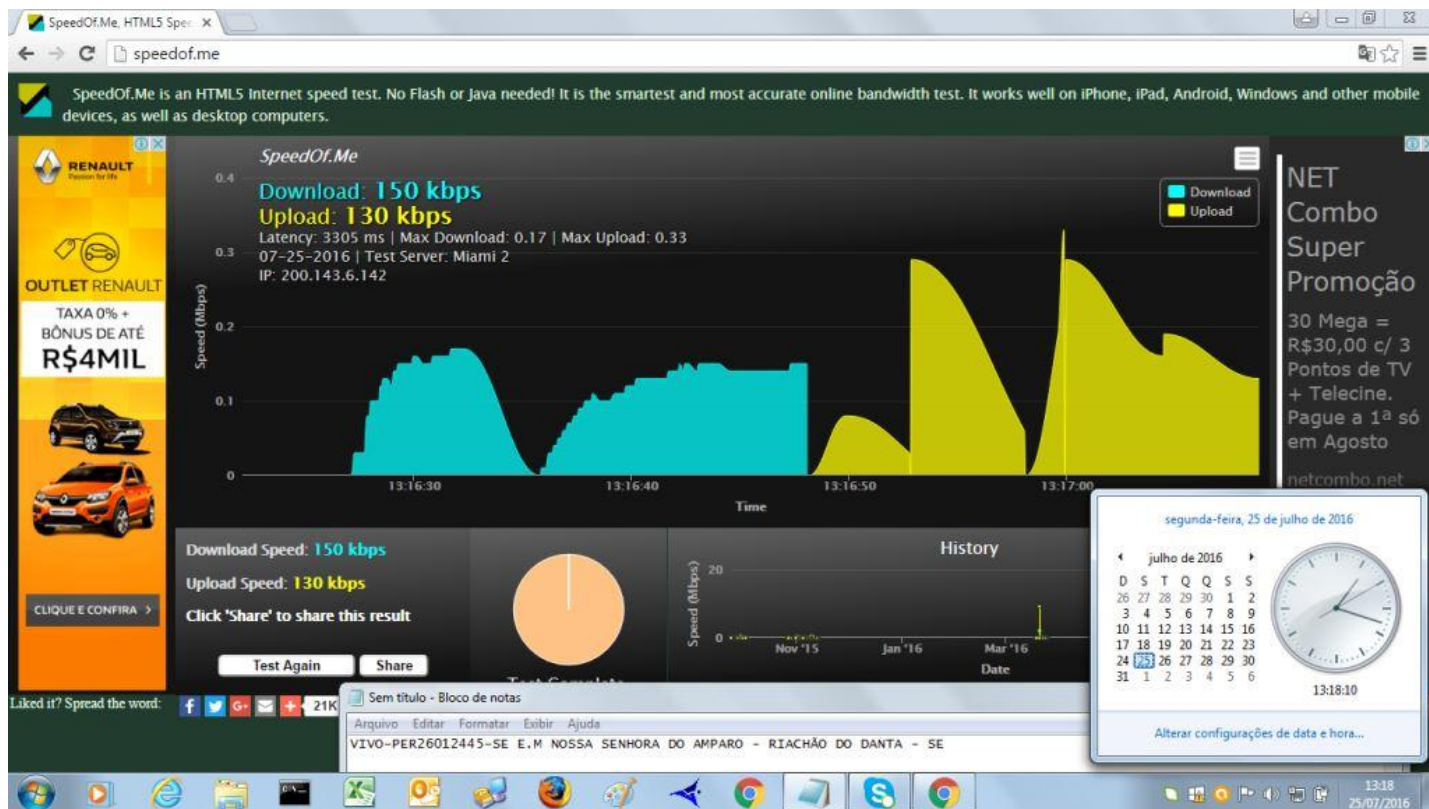 SpeedOf.Me, HTML5 Spee
speedof.me
SpeedOf.Me is an HTML5 Internet speed test. No Flash or Java needed! It is the smartest and most accurate online bandwidth test. It works well on iPhone, iPad, Android, Windows and other mobile
devices, as well as desktop computers.
RENAULT
Passion for life
OUTLET RENAULT
TAXA 0% +
BÔNUS DE ATÉ
R$4MIL
CLIQUE E CONFIRA >
SpeedOf.Me
Download: 150 kbps
Upload: 130 kbps
Latency: 3305 ms | Max Download: 0.17 | Max Upload: 0.33
07-25-2016 | Test Server: Miami 2
IP: 200.143.6.142
Download
Upload
Speed (Mbps)
0.4
0.3
0.2
0.1
0
13:16:30 13:16:40 13:16:50 13:17:00
Time
NET
Combo
Super
Promoção
30 Mega =
R$30,00 c/ 3
Pontos de TV
+ Telecine.
Pague a 1ª só
em Agosto
netcombo.net
Download Speed: 150 kbps
Upload Speed: 130 kbps
Click 'Share' to share this result
Test Again Share
Test Complete
History
Speed (Mbps)
20
0
Nov '15 Jan '16 Mar '16
Date
segunda-feira, 25 de julho de 2016
julho de 2016
D S T Q Q S S
26 27 28 29 30 1 2
3 4 5 6 7 8 9
10 11 12 13 14 15 16
17 18 19 20 21 22 23
24 25 26 27 28 29 30
31 1 2 3 4 5 6
13:18:10
Alterar configurações de data e hora...
Liked it? Spread the word:
f G+ + 21K
Sem título - Bloco de notas
Arquivo Editar Formatar Exibir Ajuda
VIVO-PER26012445-SE E.M NOSSA SENHORA DO AMPARO - RIACHÃO DO DANTA - SE
13:18
25/07/2016